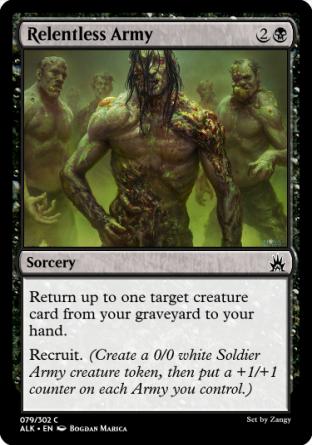 Relentless Army 2
Sorcery
Return up to one target creature
card from your graveyard to your
hand.
Recruit. (Create a 0/0 white Soldier
Army creature token, then put a +1/+1
counter on each Army you control.)
079/302 C
ALK • EN BOGDAN MARICA
Set by Zangy